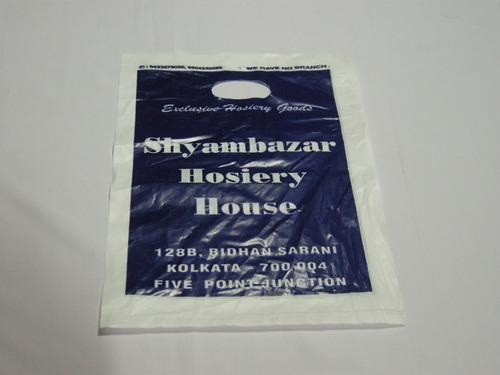 WE HAVE NO BRANCH
Exclusive Hosiery Goods
Shyambazar
Hosiery
House
128B, BIDHAN SARANI
KOLKATA - 700 004
FIVE POINT JUNCTION